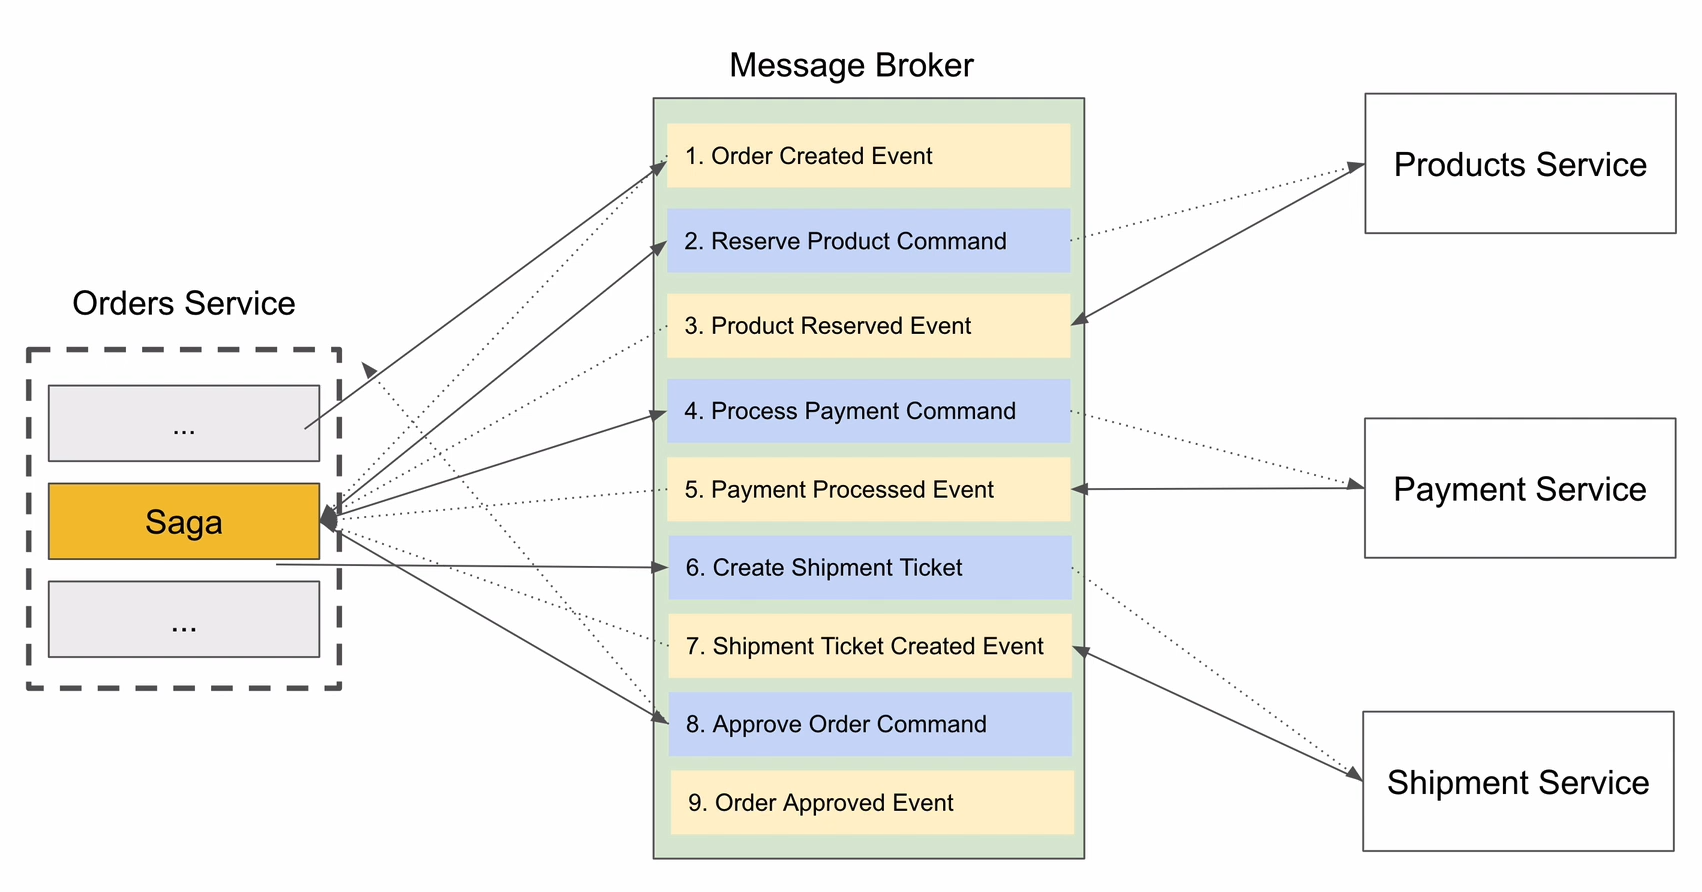 Message Broker
Orders Service
...
Saga
...
1. Order Created Event
2. Reserve Product Command
3. Product Reserved Event
4. Process Payment Command
5. Payment Processed Event
6. Create Shipment Ticket
7. Shipment Ticket Created Event
8. Approve Order Command
9. Order Approved Event
Products Service
Payment Service
Shipment Service